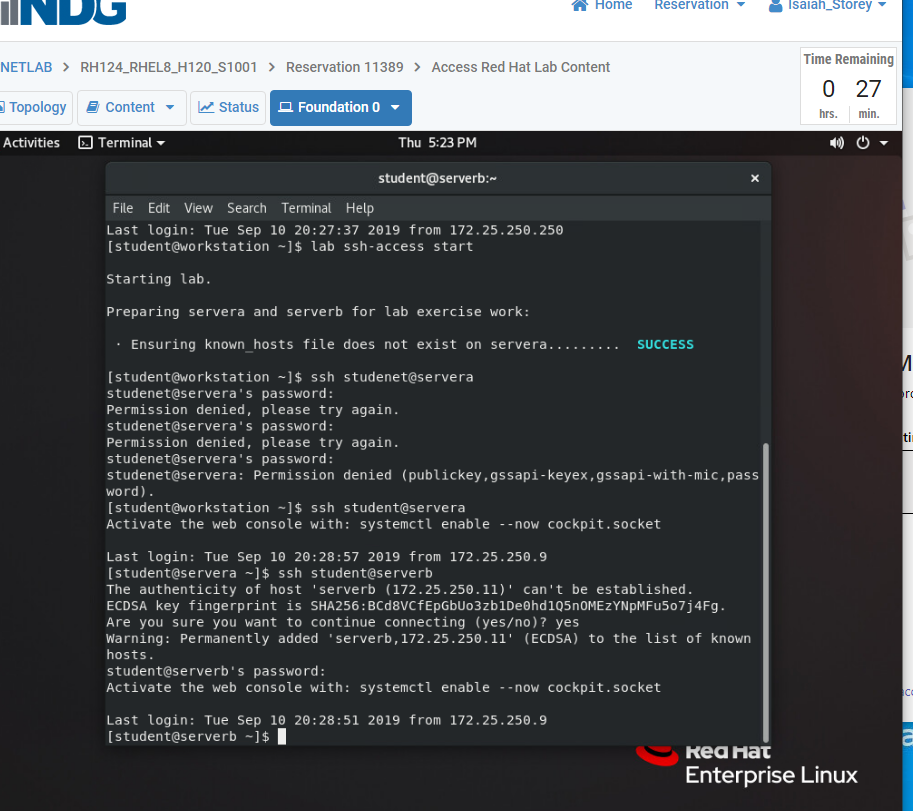 NDG
Home Reservation Isaiah_Storey
NETLAB > RH124_RHEL8_H120_S1001 > Reservation 11389 > Access Red Hat Lab Content
Time Remaining
0 27
hrs. min.
Topology Content Status Foundation 0
Activities Terminal Thu 5:23 PM
student@serverb:~
File Edit View Search Terminal Help
Last login: Tue Sep 10 20:27:37 2019 from 172.25.250.250
[student@workstation ~]$ lab ssh-access start
Starting lab.
Preparing servera and serverb for lab exercise work:
· Ensuring known_hosts file does not exist on servera......... SUCCESS
[student@workstation ~]$ ssh studenet@servera
studenet@servera's password:
Permission denied, please try again.
studenet@servera's password:
Permission denied, please try again.
studenet@servera's password:
studenet@servera: Permission denied (publickey,gssapi-keyex,gssapi-with-mic,pass
word).
[student@workstation ~]$ ssh student@servera
Activate the web console with: systemctl enable --now cockpit.socket
Last login: Tue Sep 10 20:28:57 2019 from 172.25.250.9
[student@servera ~]$ ssh student@serverb
The authenticity of host 'serverb (172.25.250.11)' can't be established.
ECDSA key fingerprint is SHA256:BCd8VCfEpGbUo3zb1De0hd1Q5nOMEzYNpMFu5o7j4Fg.
Are you sure you want to continue connecting (yes/no)? yes
Warning: Permanently added 'serverb,172.25.250.11' (ECDSA) to the list of known
hosts.
student@serverb's password:
Activate the web console with: systemctl enable --now cockpit.socket
Last login: Tue Sep 10 20:28:51 2019 from 172.25.250.9
[student@serverb ~]$
Red Hat
Enterprise Linux